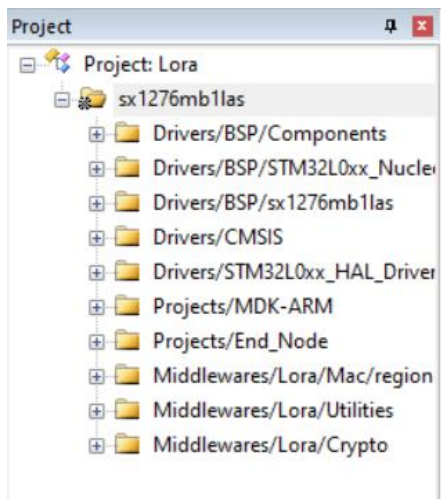 Project
Project: Lora
sx1276mb1las
Drivers/BSP/Components
Drivers/BSP/STM32L0xx_Nucle
Drivers/BSP/sx1276mb1las
Drivers/CMSIS
Drivers/STM32L0xx_HAL_Driver
Projects/MDK-ARM
Projects/End_Node
Middlewares/Lora/Mac/region
Middlewares/Lora/Utilities
Middlewares/Lora/Crypto